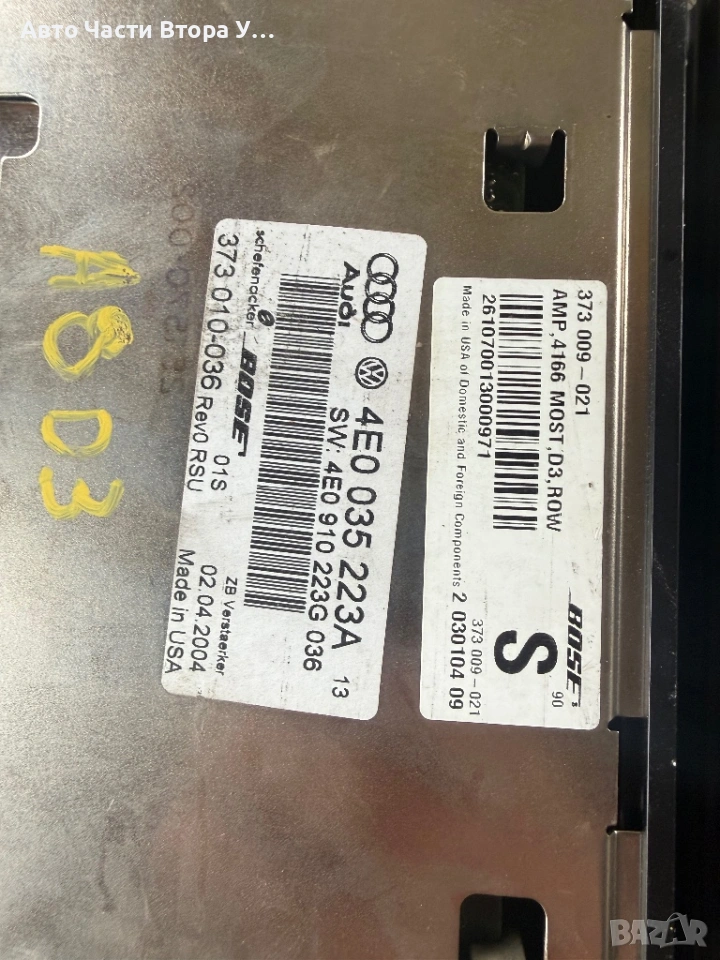 Авто Части Втора У...
A8 D3
Audi
4E0 035 223A
13
SW: 4E0 910 223G 036
schefenacker
BOSE
01S
ZB Verstaerker
02.04.2004
373 010-036 Rev0 RSU
Made in USA
373 009-021
BOSE
90
AMP,4166 MOST,D3,ROW
S
261070013000971
373 009-021
Made in USA of Domestic and Foreign Components
2 030104 09
BAZAR